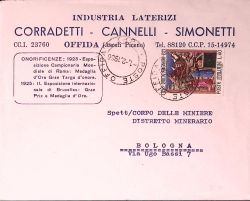 INDUSTRIA LATERIZI
CORRADETTI - CANNELLI - SIMONETTI
CCI. 23760 OFFIDA (Ascoli Piceno) Tel. 88120 C.C.P. 15-14974
ONORIFICENZE: 1928 - Espo-
sizione Campionaria Mon-
diale di Roma: Medaglia
d'Oro Gran Targa d'onore.
1925 - II. Esposizione Interna-
zionale di Bruxelles: Gran
Prix e Medaglia d'Oro.
Spett/CORPO DELLE MINIERE
DISTRETTO MINERARIO
BOLOGNA
Via Ugo Bassi 7